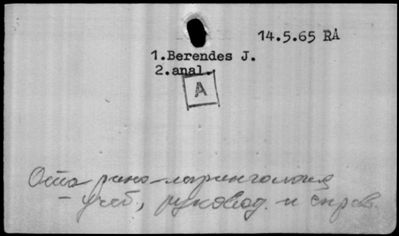 14.5.65 RA
1.Berendes J.
2.anal.
A
Ото рино-ларингология
- учеб, руковод. и справ.